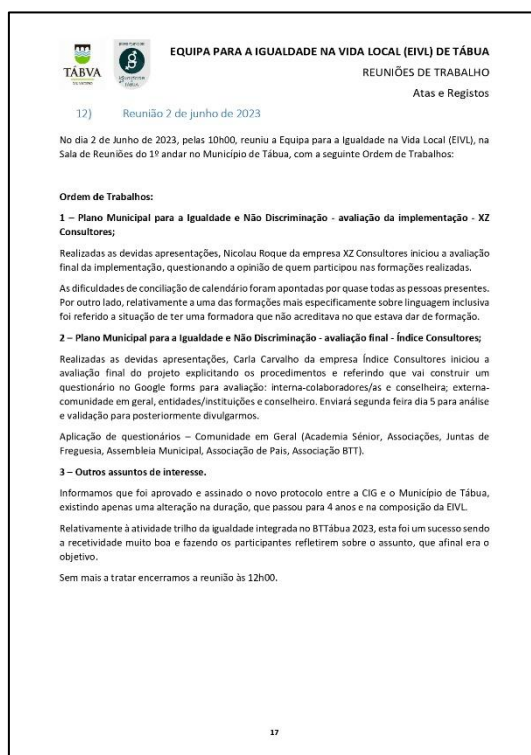 EQUIPA PARA A IGUALDADE NA VIDA LOCAL (EIVL) DE TÁBUA
REUNIÕES DE TRABALHO
Atas e Registos
TÁBVA
12) Reunião 2 de junho de 2023
No dia 2 de Junho de 2023, pelas 10h00, reuniu a Equipa para a Igualdade na Vida Local (EIVL), na
Sala de Reuniões do 1º andar no Município de Tábua, com a seguinte Ordem de Trabalhos:
Ordem de Trabalhos:
1 – Plano Municipal para a Igualdade e Não Discriminação - avaliação da implementação - XZ
Consultores;
Realizadas as devidas apresentações, Nicolau Roque da empresa XZ Consultores iniciou a avaliação
final da implementação, questionando a opinião de quem participou nas formações realizadas.
As dificuldades de conciliação de calendário foram apontadas por quase todas as pessoas presentes.
Por outro lado, relativamente a uma das formações mais especificamente sobre linguagem inclusiva
foi referido a situação de ter uma formadora que não acreditava no que estava dar de formação.
2 – Plano Municipal para a Igualdade e Não Discriminação - avaliação final - Índice Consultores;
Realizadas as devidas apresentações, Carla Carvalho da empresa Índice Consultores iniciou a
avaliação final do projeto explicitando os procedimentos e referindo que vai construir um
questionário no Google forms para avaliação: interna-colaboradores/as e conselheira; externa-
comunidade em geral, entidades/instituições e conselheiro. Enviará segunda feira dia 5 para análise
e validação para posteriormente divulgarmos.
Aplicação de questionários – Comunidade em Geral (Academia Sénior, Associações, Juntas de
Freguesia, Assembleia Municipal, Associação de Pais, Associação BTT).
3 – Outros assuntos de interesse.
Informamos que foi aprovado e assinado o novo protocolo entre a CIG e o Município de Tábua,
existindo apenas uma alteração na duração, que passou para 4 anos e na composição da EIVL.
Relativamente à atividade trilho da igualdade integrada no BTTábua 2023, esta foi um sucesso sendo
a recetividade muito boa e fazendo os participantes refletirem sobre o assunto, que afinal era o
objetivo.
Sem mais a tratar encerramos a reunião às 12h00.
17